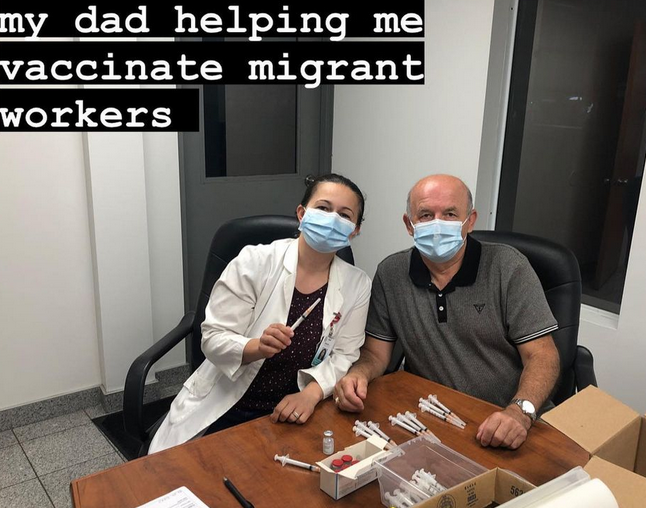 my dad helping me
vaccinate migrant
workers